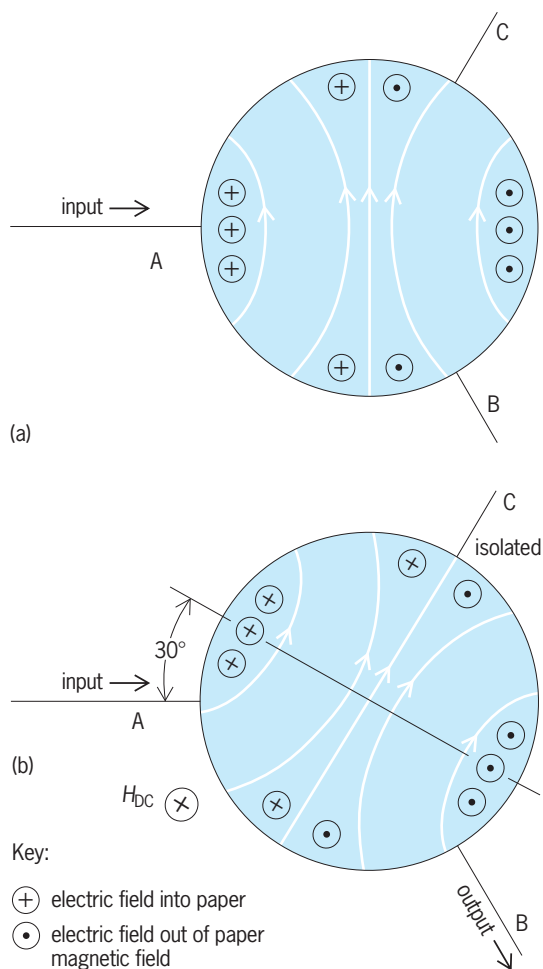 C
input
A
B
(a)
C
isolated
30°
input
A
(b)
H_DC
Key:
electric field into paper
electric field out of paper
magnetic field
output
B